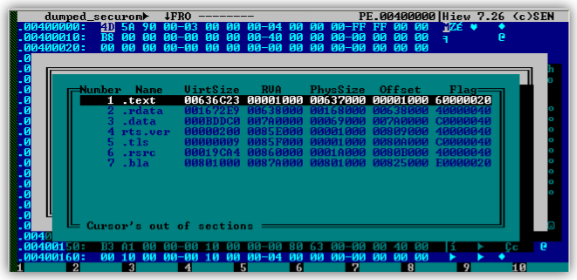 dumped_securom► ↓FRO -------- PE.00400000|Hiew 7.26 (c)SEN
.00400000: 4D 5A 90 00-03 00 00 00-04 00 00 00-FF FF 00 00 MZÉ ♥ ♦
.00400010: B8 00 00 00-00 00 00 00-40 00 00 00-00 00 00 00 ╕ @
.00400020: 00 00 00 00-00 00 00 00-00 00 00 00-00 00 00 00
Number Name VirtSize RVA PhysSize Offset Flag
1 .text 00636C23 00001000 00637000 00001000 60000020
2 .rdata 001672E9 00638000 00168000 00638000 40000040
3 .data 000BDDC0 007A0000 00069000 007A0000 C0000040
4 rts.ver 00000200 0085E000 00001000 00809000 40000040
5 .tls 00000009 0085F000 00001000 0080A000 C0000040
6 .rsrc 00019CA4 00860000 0001A000 0080B000 40000040
7 .bla 00801000 0087A000 00801000 00825000 E0000020
Cursor's out of sections
.00400150: B3 A1 00 00-00 10 00 00-00 80 63 00-00 00 40 00 |í ► Çc @
.00400160: 00 10 00 00-00 10 00 00-04 00 00 00-00 00 00 00 ► ► ♦
1 2 3 4 5 6 7 8 9 10